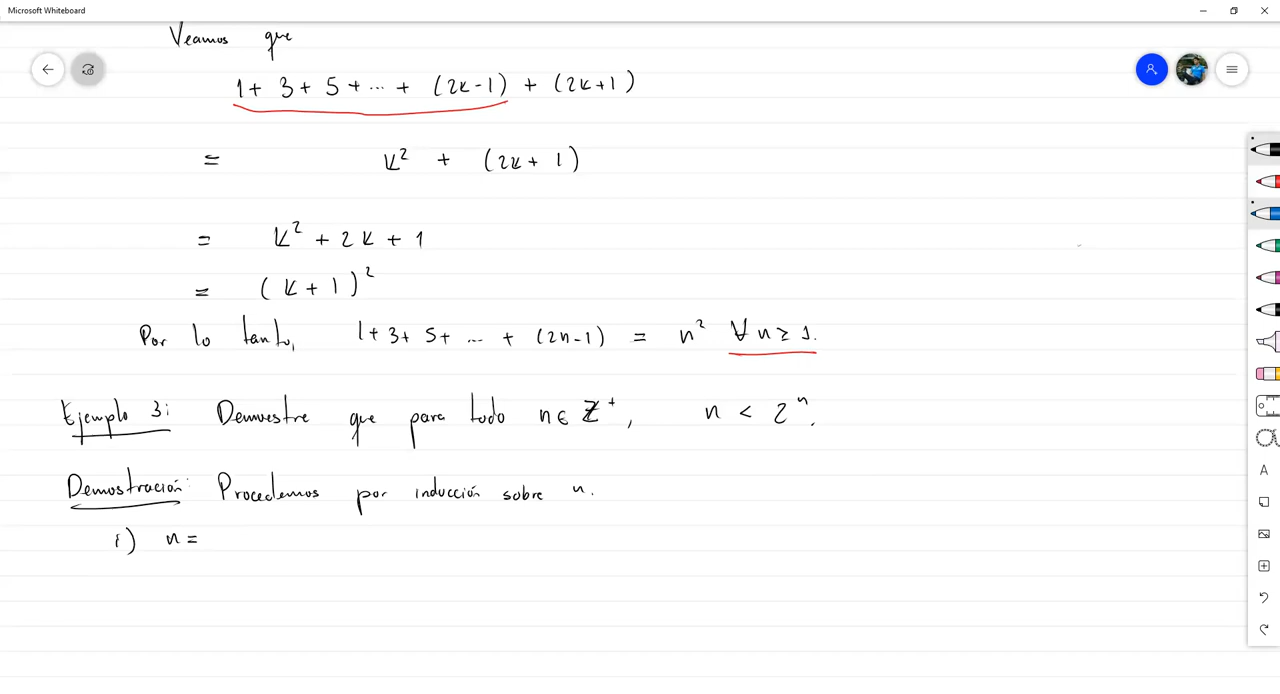 Microsoft Whiteboard
Veamos que
1 + 3 + 5 + ... + (2k-1) + (2k+1)
= k² + (2k + 1)
= k² + 2k + 1
= (k + 1)²
Por lo tanto, 1 + 3 + 5 + ... + (2n-1) = n² ∀ n ≥ 1.
Ejemplo 3: Demuestre que para todo n ∈ ℤ⁺, n < 2ⁿ.
Demostración: Procedemos por inducción sobre n.
i) n =